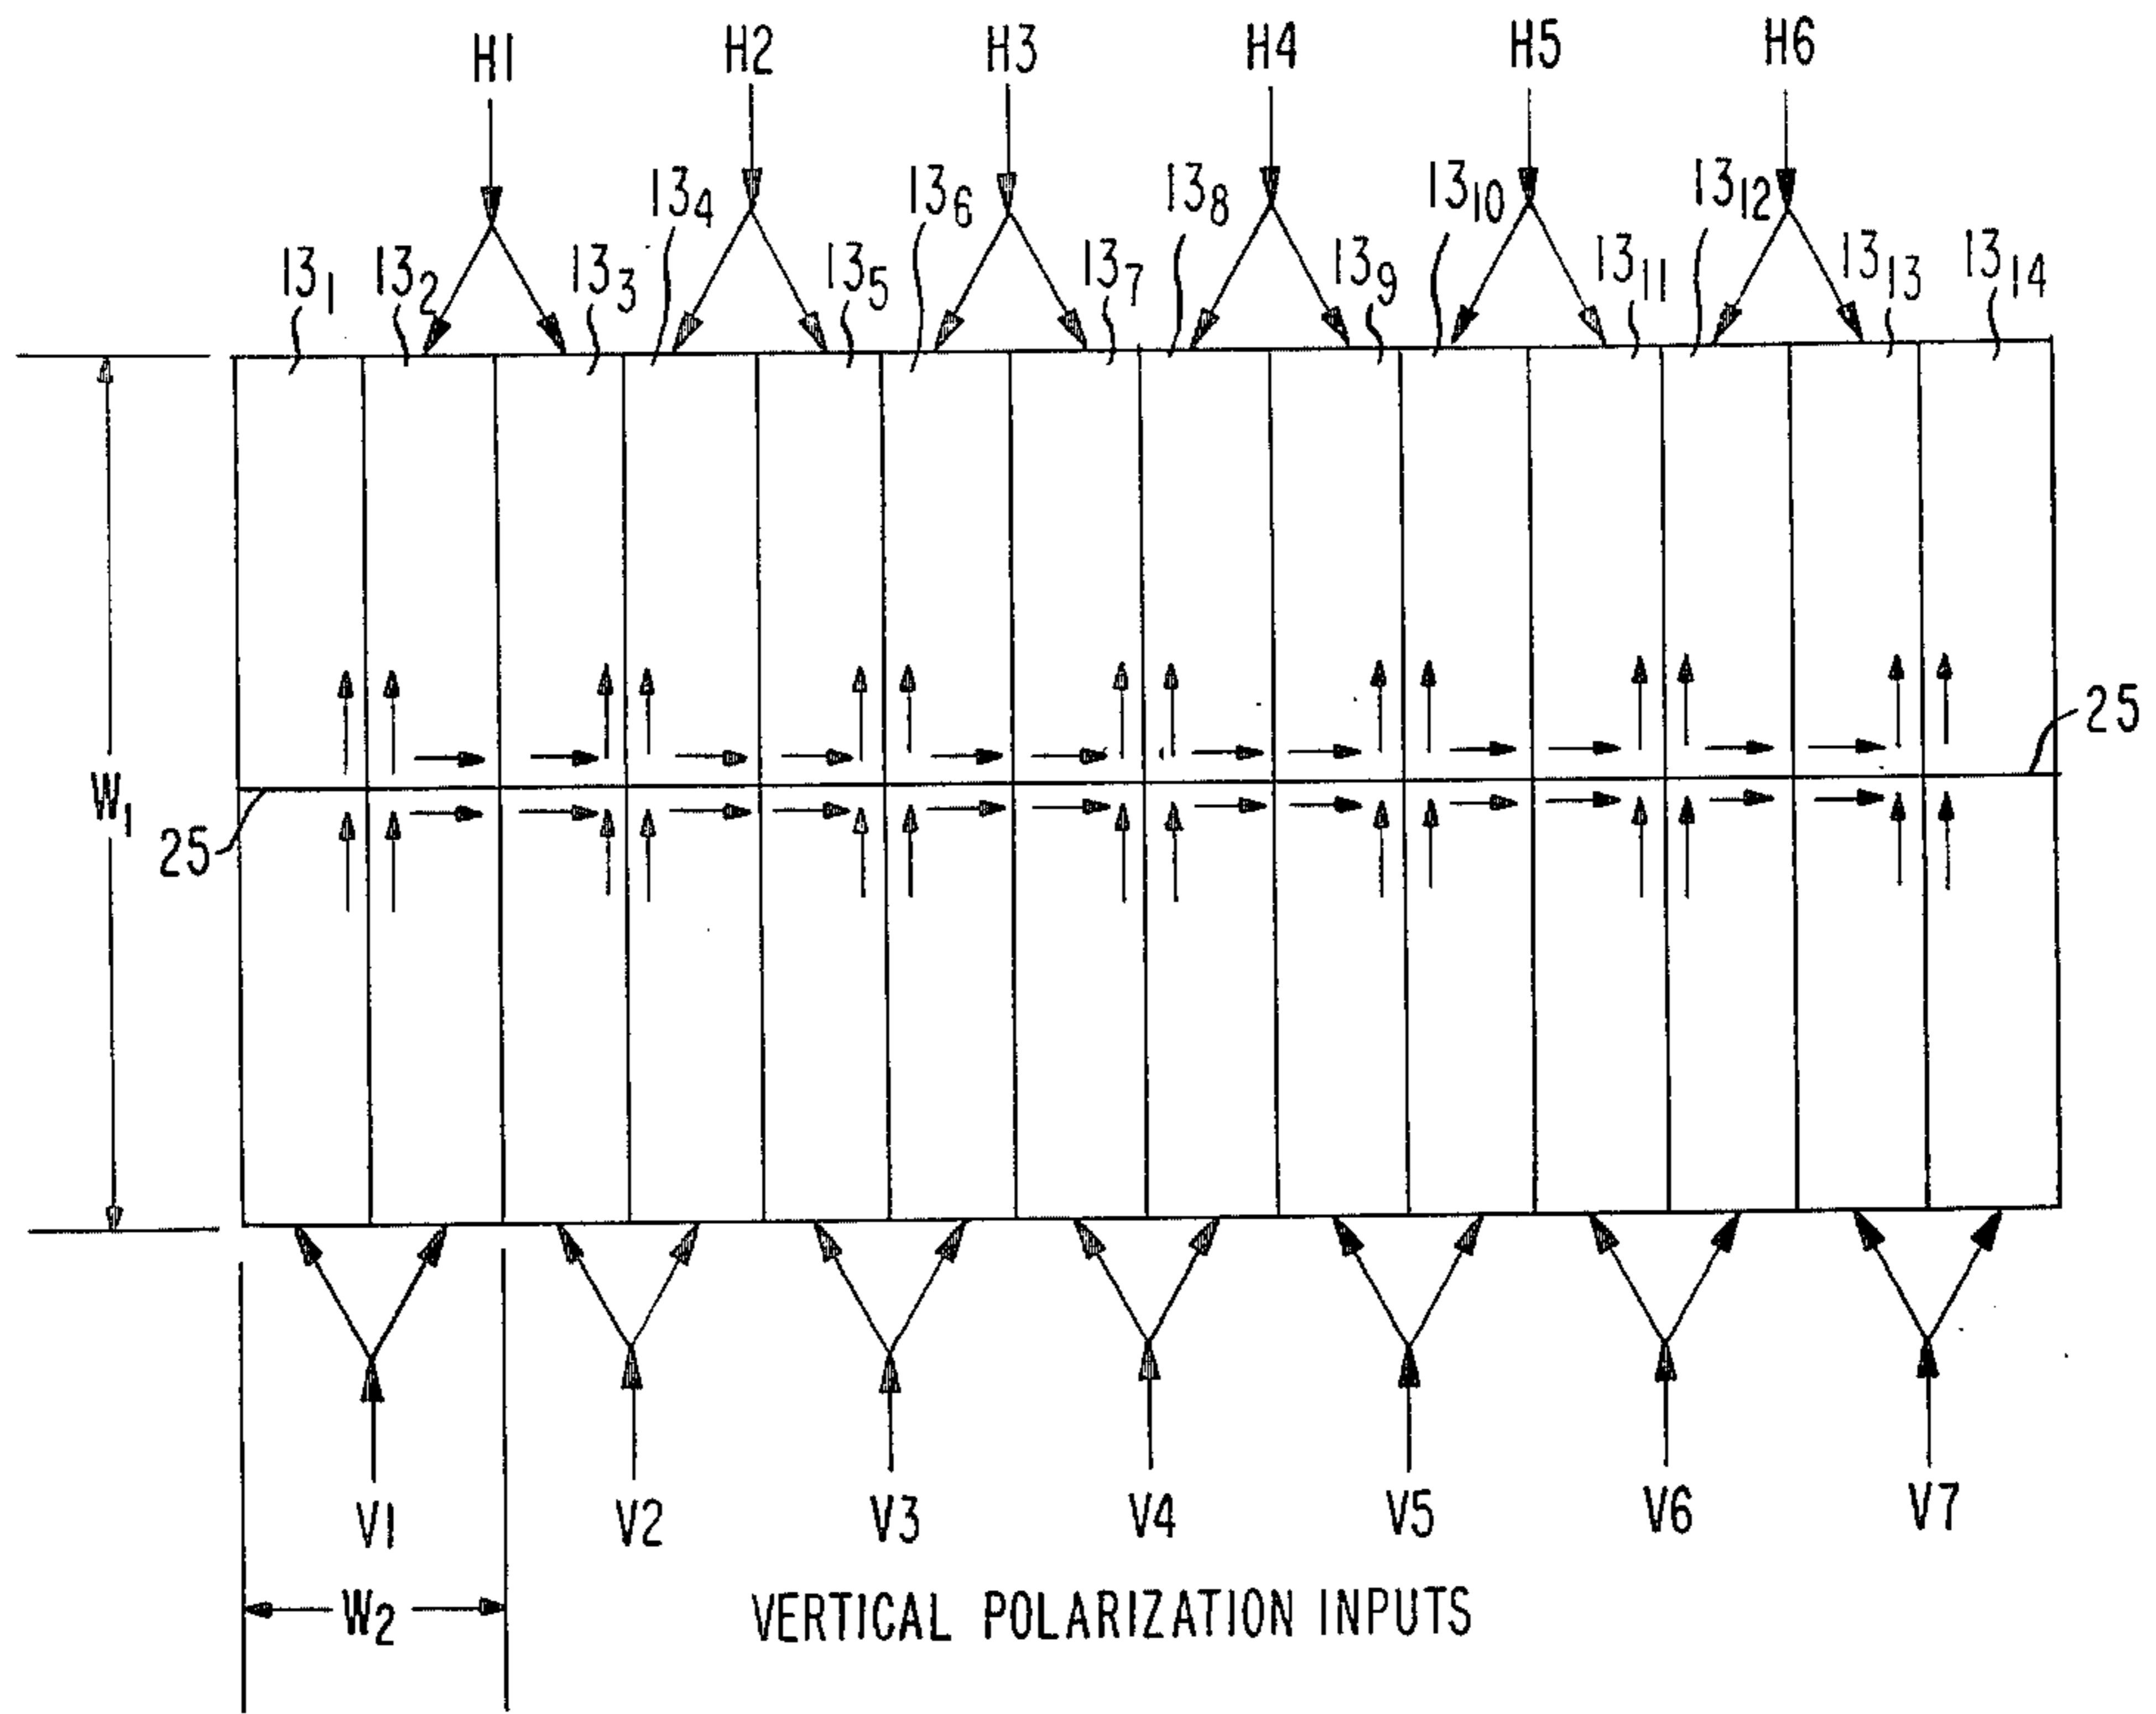 H1 H2 H3 H4 H5 H6
13₄ 13₆ 13₈ 13₁₀ 13₁₂
13₁ 13₂ 13₃ 13₅ 13₇ 13₉ 13₁₁ 13₁₃ 13₁₄
25
W₁
25
V1 V2 V3 V4 V5 V6 V7
W₂
VERTICAL POLARIZATION INPUTS